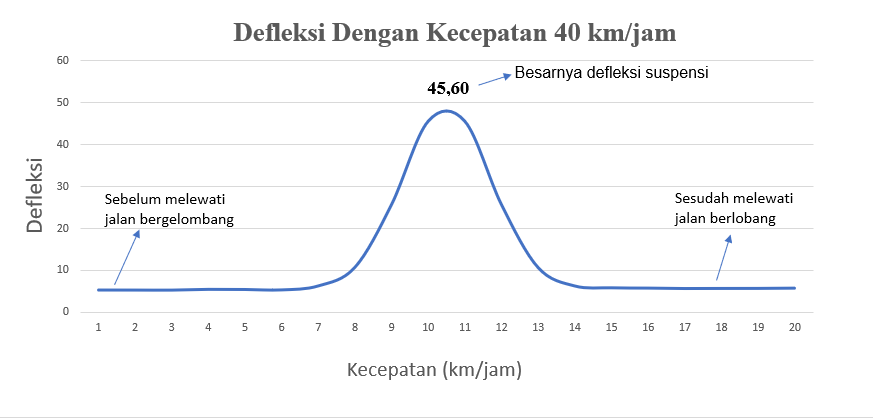 Defleksi Dengan Kecepatan 40 km/jam
60
50
40
30
20
10
0
Defleksi
45,60
Besarnya defleksi suspensi
Sebelum melewati
jalan bergelombang
Sesudah melewati
jalan berlobang
1 2 3 4 5 6 7 8 9 10 11 12 13 14 15 16 17 18 19 20
Kecepatan (km/jam)